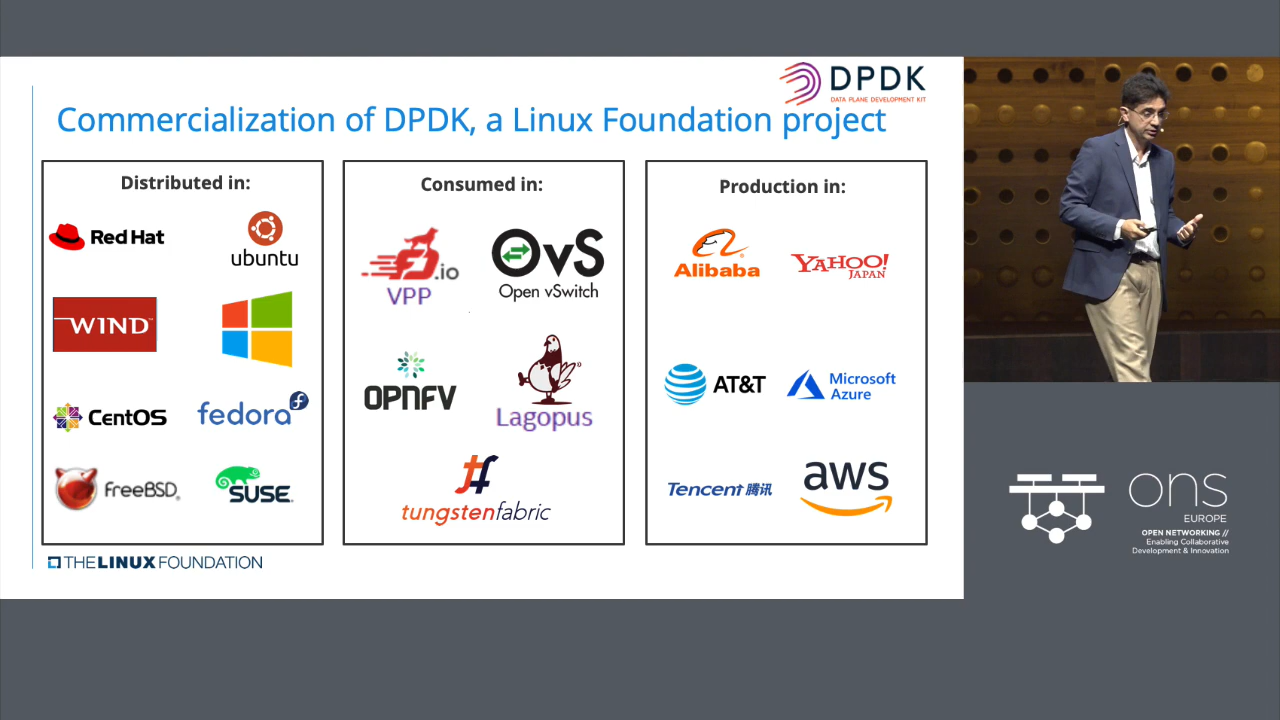 DPDK
DATA PLANE DEVELOPMENT KIT
Commercialization of DPDK, a Linux Foundation project
Distributed in:
Red Hat
ubuntu
WIND
CentOS
fedora
freeBSD
SUSE
Consumed in:
.io
VPP
OvS
Open vSwitch
OPNFV
Lagopus
tungstenfabric
Production in:
Alibaba
YAHOO!
JAPAN
AT&T
Microsoft
Azure
Tencent 腾讯
aws
THE LINUX FOUNDATION
ons
EUROPE
OPEN NETWORKING //
Enabling Collaborative
Development & Innovation